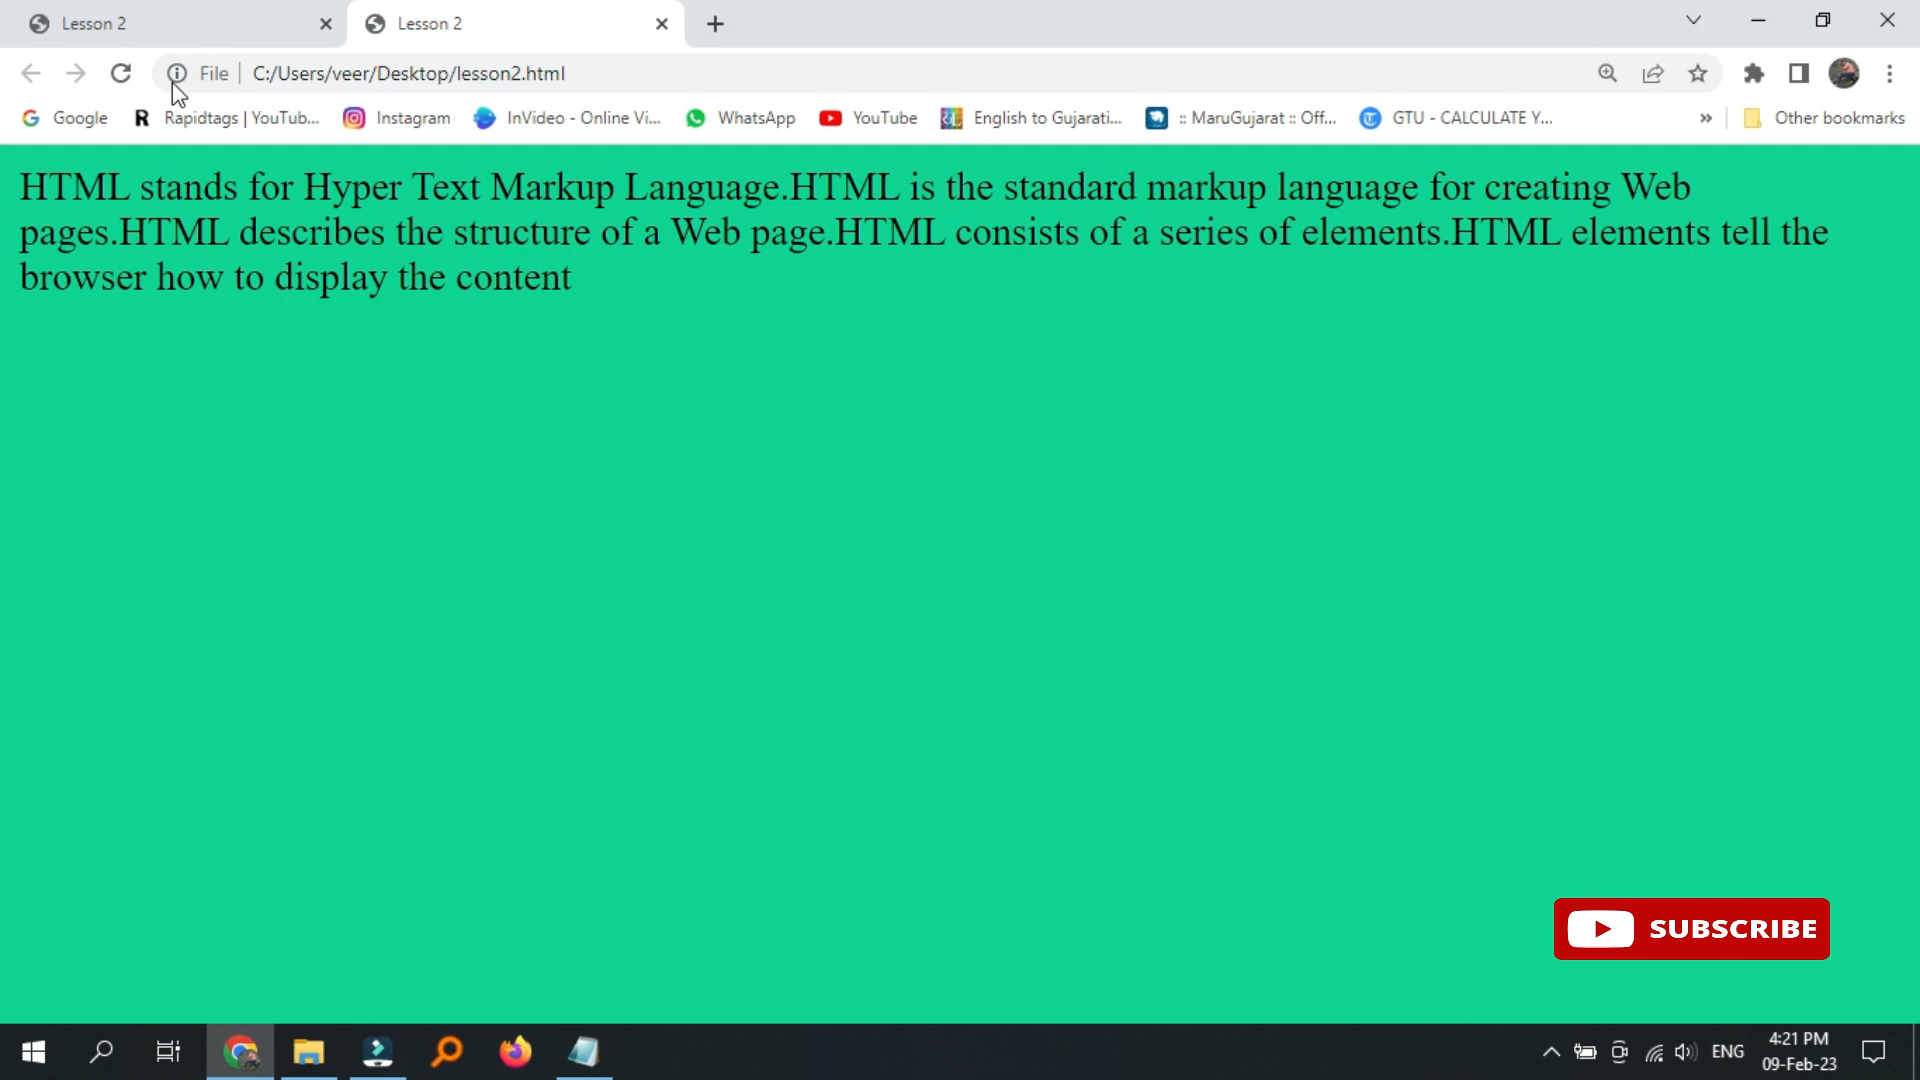 Lesson 2
Lesson 2
File C:/Users/veer/Desktop/lesson2.html
Google Rapidtags | YouTub... Instagram InVideo - Online Vi... WhatsApp YouTube English to Gujarati... :: MaruGujarat :: Off... GTU - CALCULATE Y... » Other bookmarks
HTML stands for Hyper Text Markup Language.HTML is the standard markup language for creating Web
pages.HTML describes the structure of a Web page.HTML consists of a series of elements.HTML elements tell the
browser how to display the content
SUBSCRIBE
ENG
4:21 PM
09-Feb-23